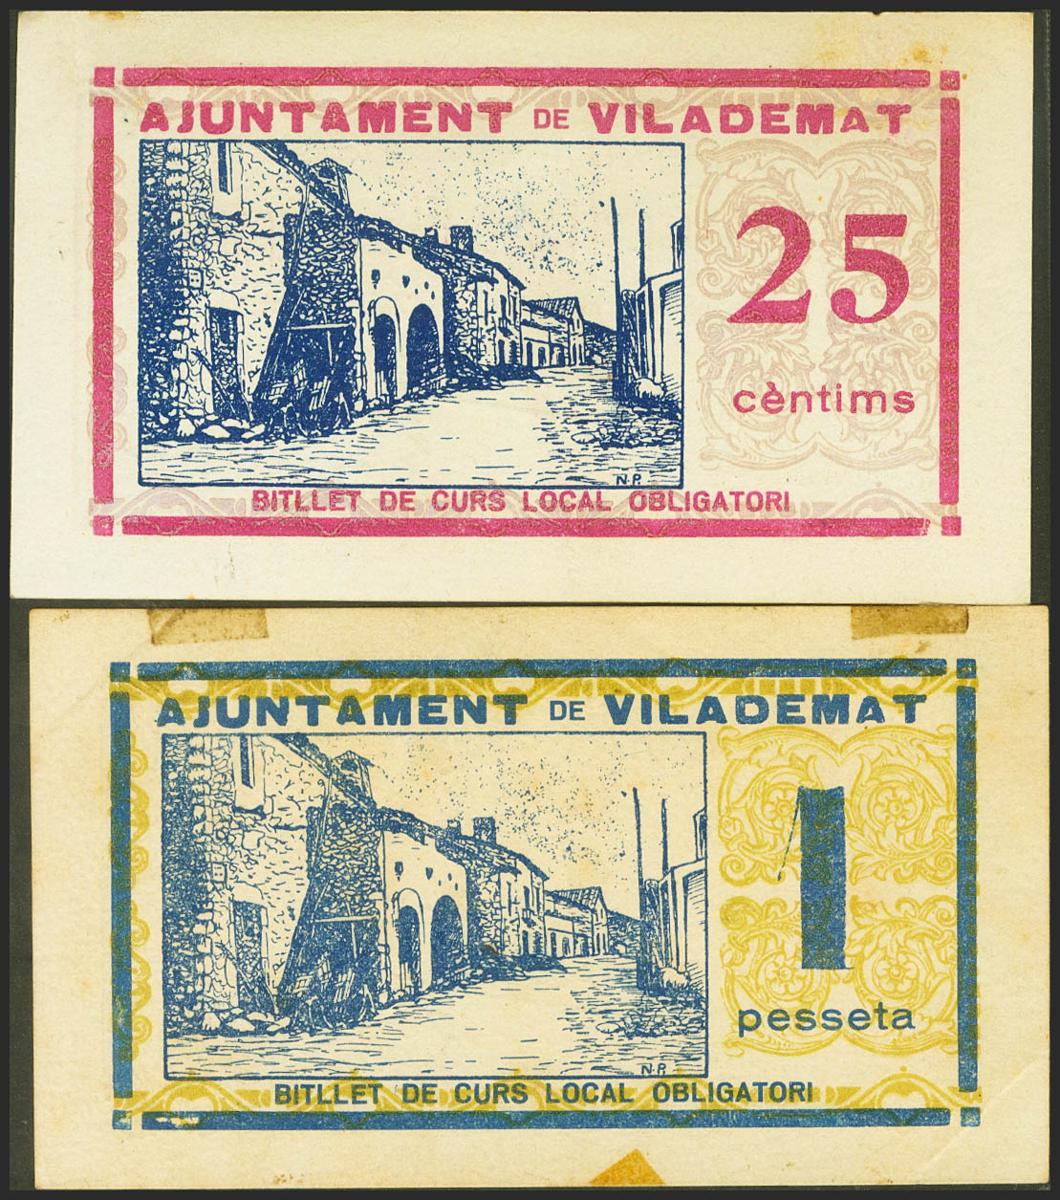 AJUNTAMENT DE VILADEMAT
25
cèntims
N.P.
BITLLET DE CURS LOCAL OBLIGATORI
AJUNTAMENT DE VILADEMAT
1
pesseta
N.P.
BITLLET DE CURS LOCAL OBLIGATORI